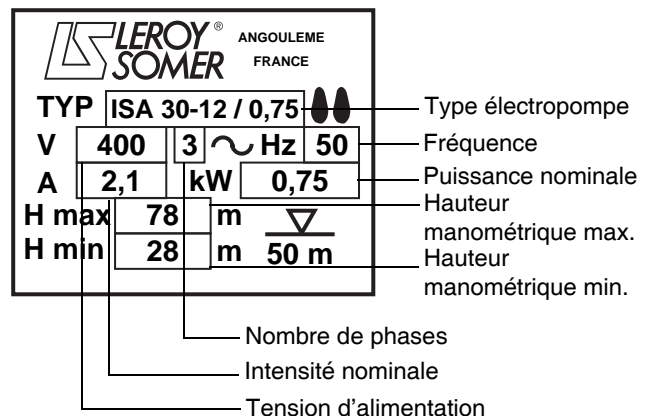 LEROY® ANGOULEME
SOMER FRANCE
TYP ISA 30-12 / 0,75 Type électropompe
V 400 3 Hz 50 Fréquence
A 2,1 kW 0,75 Puissance nominale
H max 78 m Hauteur
manométrique max.
H min 28 m 50 m Hauteur
manométrique min.
Nombre de phases
Intensité nominale
Tension d'alimentation